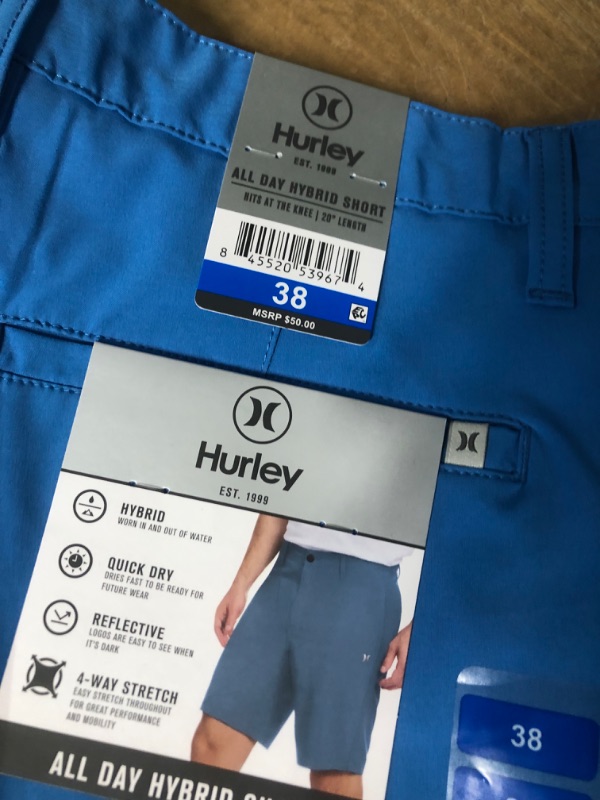 Hurley
EST. 1999
ALL DAY HYBRID SHORT
HITS AT THE KNEE | 20" LENGTH
8 45520 53967 4
38
MSRP $50.00
Hurley
EST. 1999
HYBRID
WORN IN AND OUT OF WATER
QUICK DRY
DRIES FAST TO BE READY FOR
FUTURE WEAR
REFLECTIVE
LOGOS ARE EASY TO SEE WHEN
IT'S DARK
4-WAY STRETCH
EASY STRETCH THROUGHOUT
FOR GREAT PERFORMANCE
AND MOBILITY
ALL DAY HYBRID
38